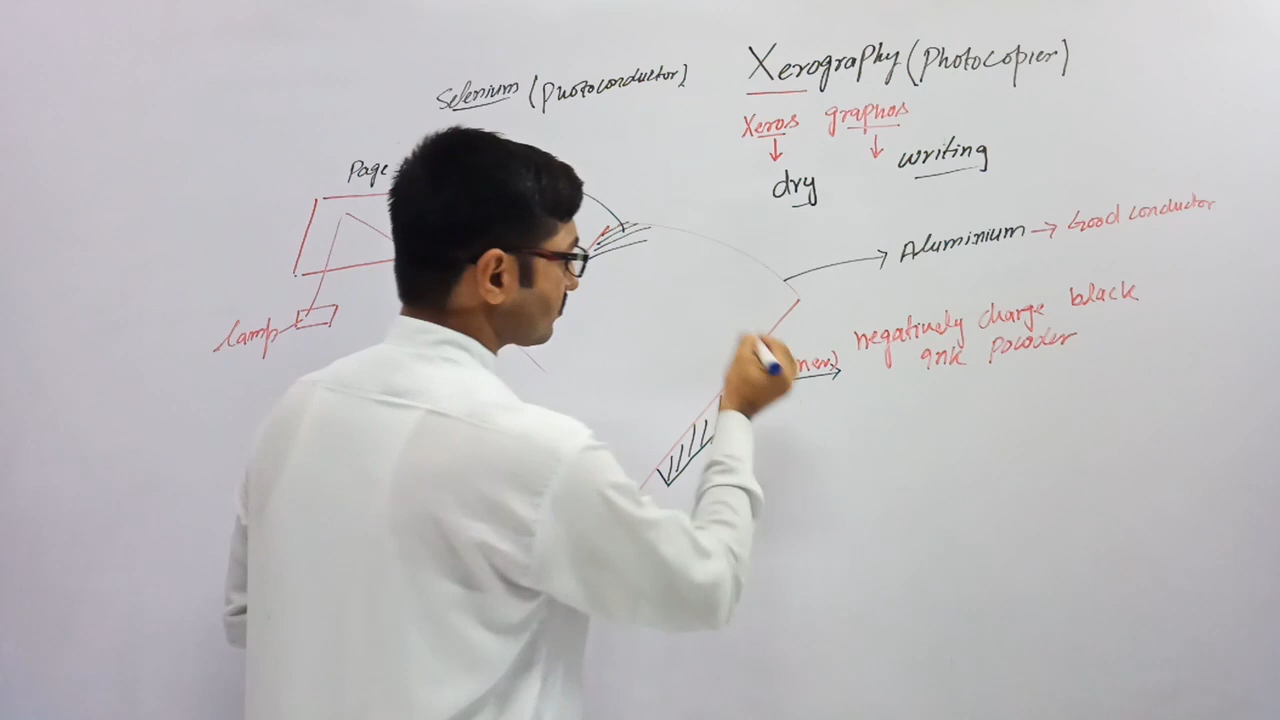 Xerography (Photocopier)
Selenium (Photoconductor)
Xeros graphos
dry
writing
Page
Aluminium → Good conductor
lamp
negatively charge black
ink powder